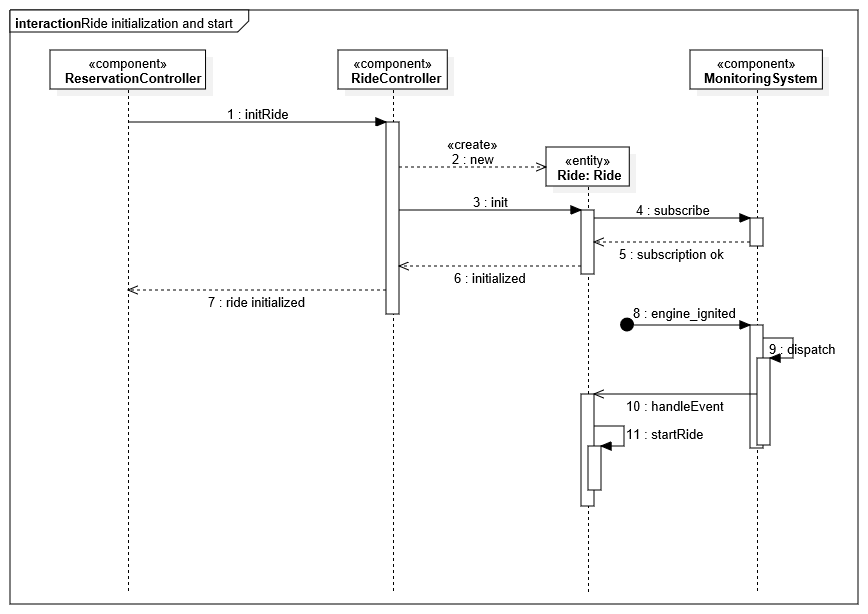 interactionRide initialization and start
«component»
ReservationController
«component»
RideController
«component»
MonitoringSystem
1 : initRide
«create»
2 : new
«entity»
Ride: Ride
3 : init
4 : subscribe
5 : subscription ok
6 : initialized
7 : ride initialized
8 : engine_ignited
9 : dispatch
10 : handleEvent
11 : startRide